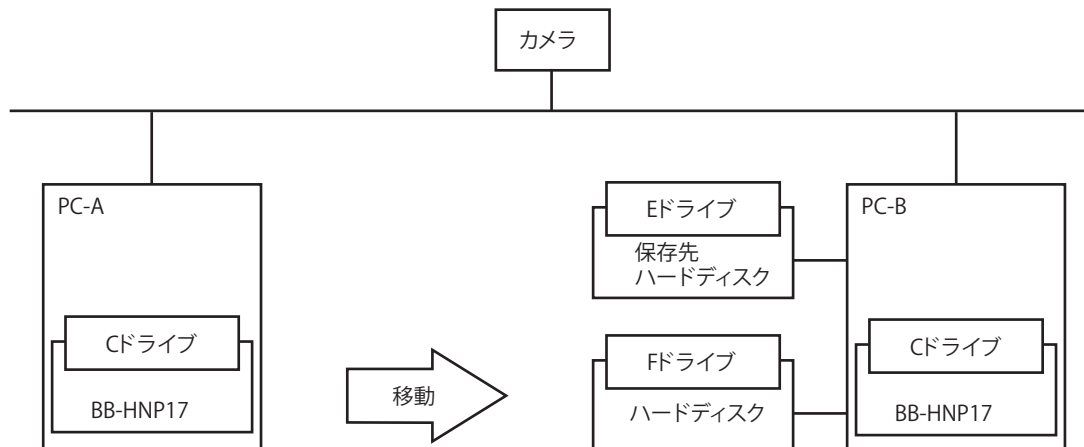 カメラ
PC-A
Eドライブ
PC-B
保存先
ハードディスク
Cドライブ
Fドライブ
Cドライブ
移動
BB-HNP17
ハードディスク
BB-HNP17